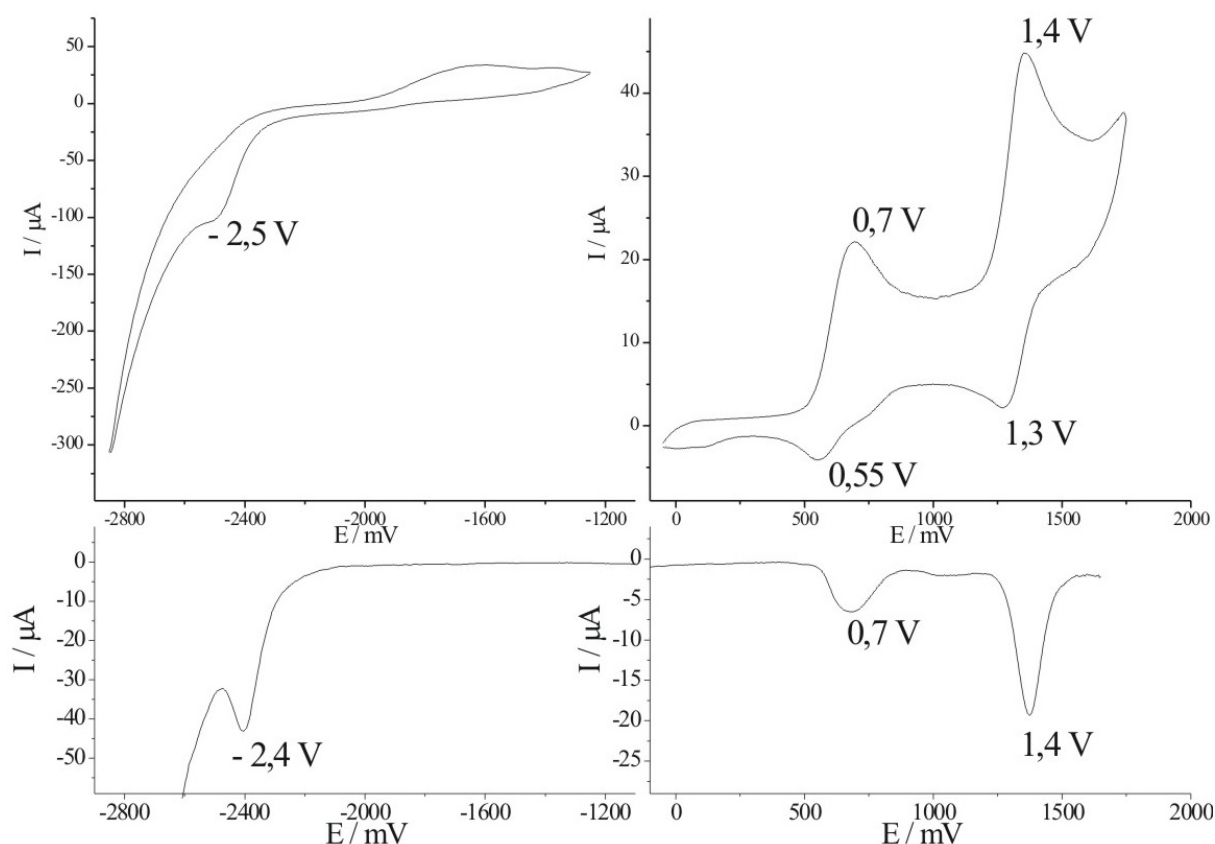 50
0
-50
-100
-150
-200
-250
-300
I / μA
- 2,5 V
-2800
-2400
-2000
-1600
-1200
E / mV
40
30
20
10
0
I / μA
1,4 V
0,7 V
1,3 V
0,55 V
0
500
1000
1500
2000
E / mV
0
-10
-20
-30
-40
-50
I / μA
- 2,4 V
-2800
-2400
-2000
-1600
-1200
E / mV
0
-5
-10
-15
-20
-25
I / μA
0,7 V
1,4 V
0
500
1000
1500
2000
E / mV